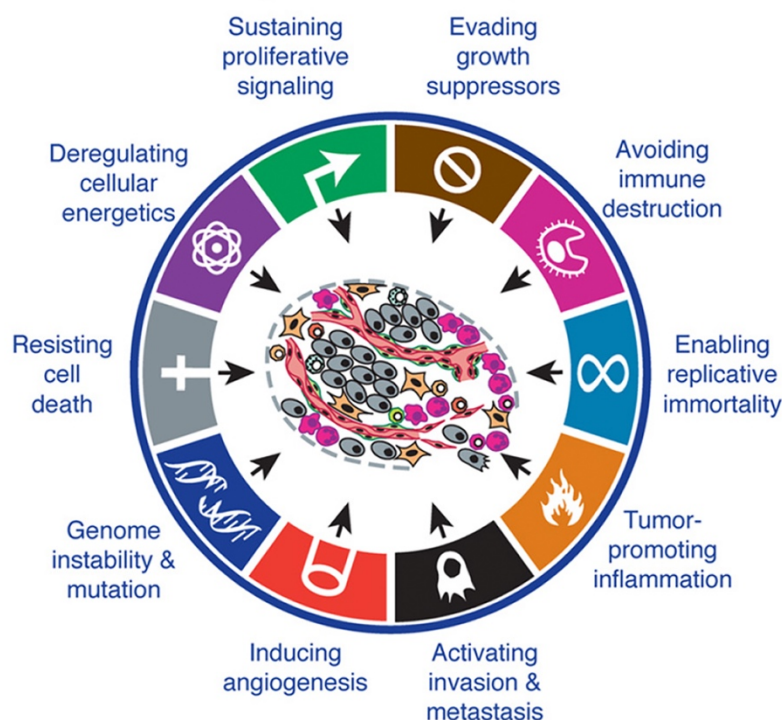 Sustaining
proliferative
signaling
Evading
growth
suppressors
Avoiding
immune
destruction
Enabling
replicative
immortality
Tumor-
promoting
inflammation
Activating
invasion &
metastasis
Inducing
angiogenesis
Genome
instability &
mutation
Resisting
cell
death
Deregulating
cellular
energetics